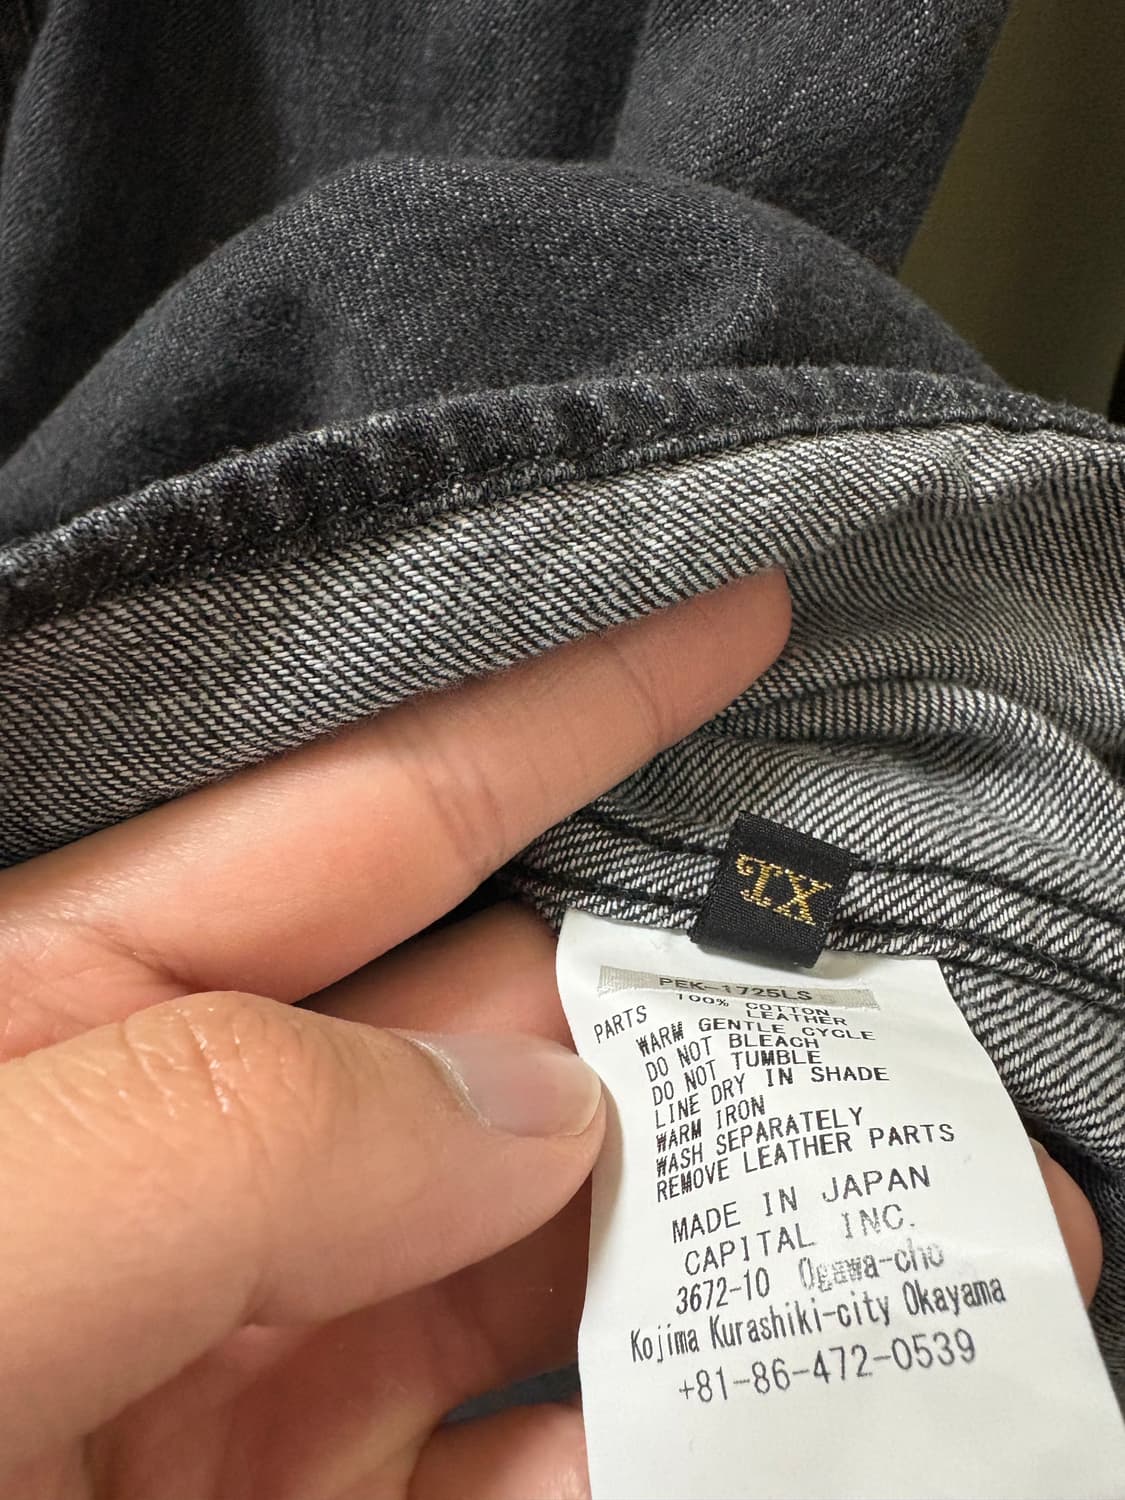 XL
PEK-1725LS
100% COTTON
PARTS LEATHER
WARM GENTLE CYCLE
DO NOT BLEACH
DO NOT TUMBLE
LINE DRY IN SHADE
WARM IRON
WASH SEPARATELY
REMOVE LEATHER PARTS
MADE IN JAPAN
CAPITAL INC.
3672-10 Ogawa-cho
Kojima Kurashiki-city Okayama
+81-86-472-0539